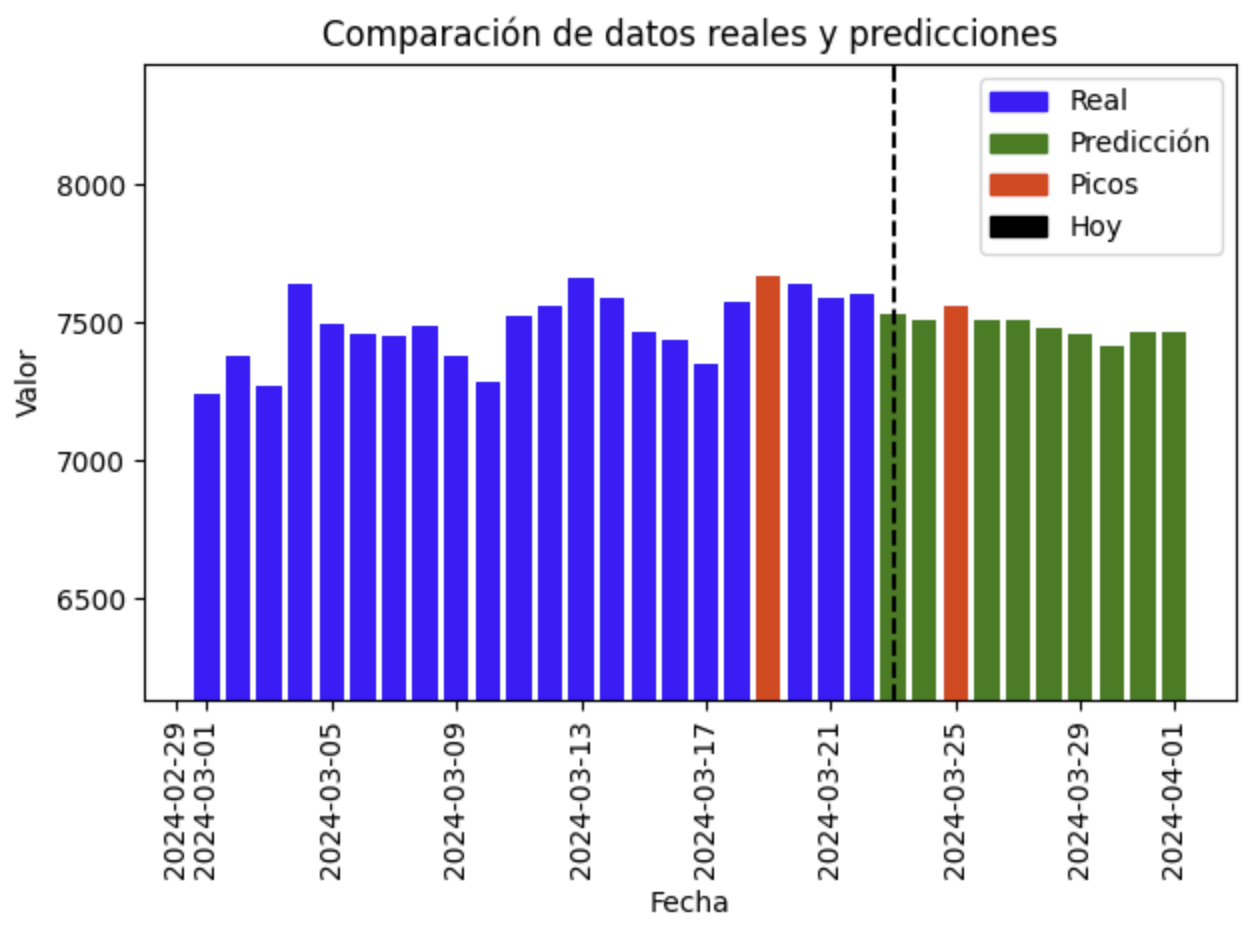 Comparación de datos reales y predicciones
Real
Predicción
Picos
Hoy
8000
7500
7000
6500
Valor
2024-02-29
2024-03-01
2024-03-05
2024-03-09
2024-03-13
2024-03-17
2024-03-21
2024-03-25
2024-03-29
2024-04-01
Fecha